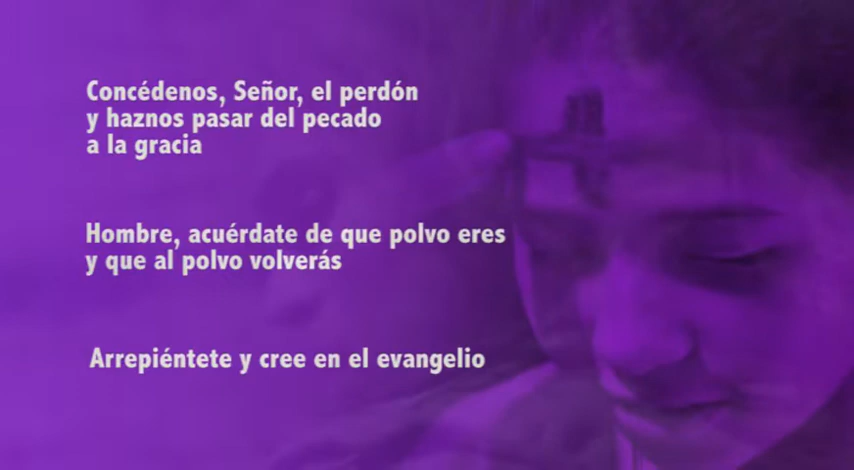 Concédenos, Señor, el perdón
y haznos pasar del pecado
a la gracia
Hombre, acuérdate de que polvo eres
y que al polvo volverás
Arrepiéntete y cree en el evangelio